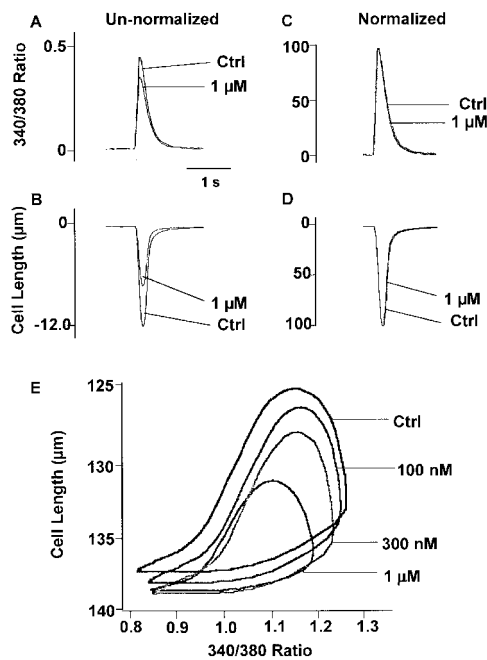 A Un-normalized
340/380 Ratio
0.5
0
Ctrl
1 µM
1 s
C Normalized
100
50
0
Ctrl
1 µM
B
Cell Length (µm)
0
-12.0
1 µM
Ctrl
D
0
50
100
1 µM
Ctrl
E
Cell Length (µm)
125
130
135
140
Ctrl
100 nM
300 nM
1 µM
0.8 0.9 1.0 1.1 1.2 1.3
340/380 Ratio